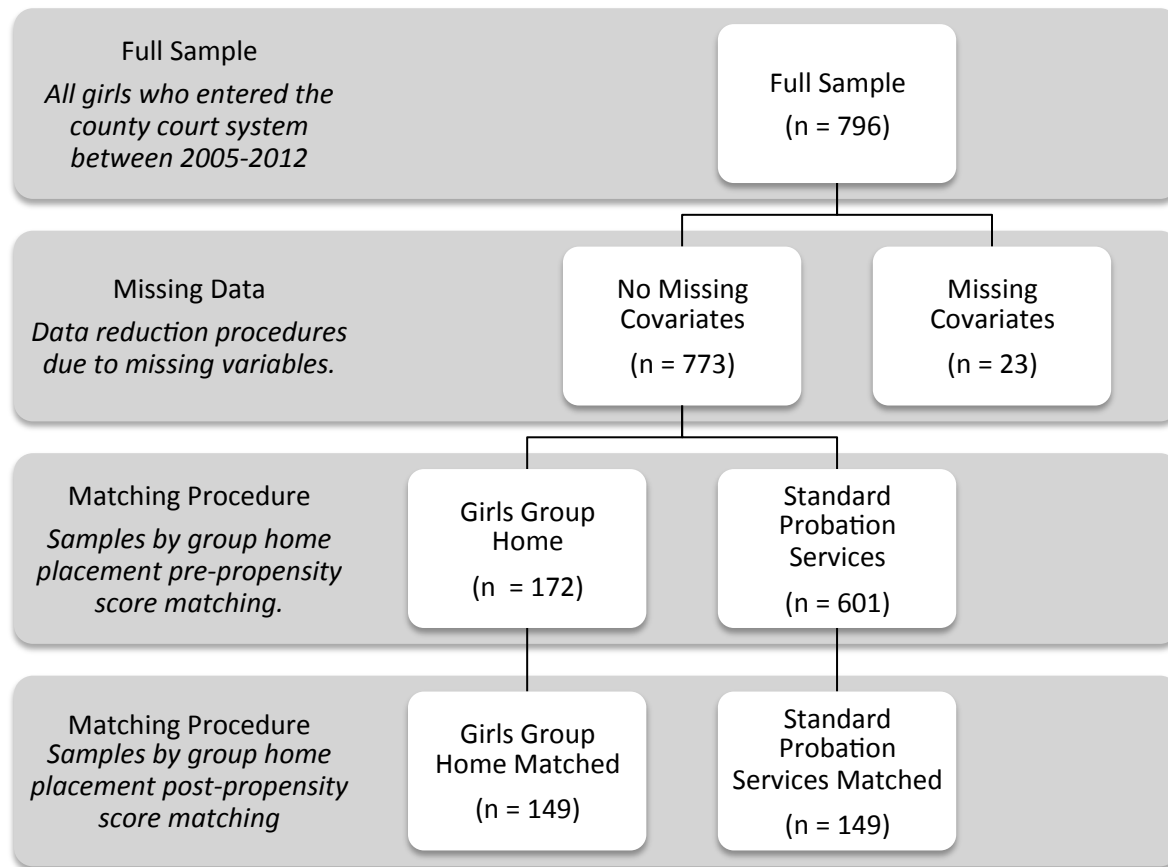 Full Sample
All girls who entered the
county court system
between 2005-2012
Full Sample
(n = 796)
Missing Data
Data reduction procedures
due to missing variables.
No Missing
Covariates
(n = 773)
Missing
Covariates
(n = 23)
Matching Procedure
Samples by group home
placement pre-propensity
score matching.
Girls Group
Home
(n  = 172)
Standard
Probation
Services
(n = 601)
Matching Procedure
Samples by group home
placement post-propensity
score matching
Girls Group
Home Matched
(n = 149)
Standard
Probation
Services Matched
(n = 149)